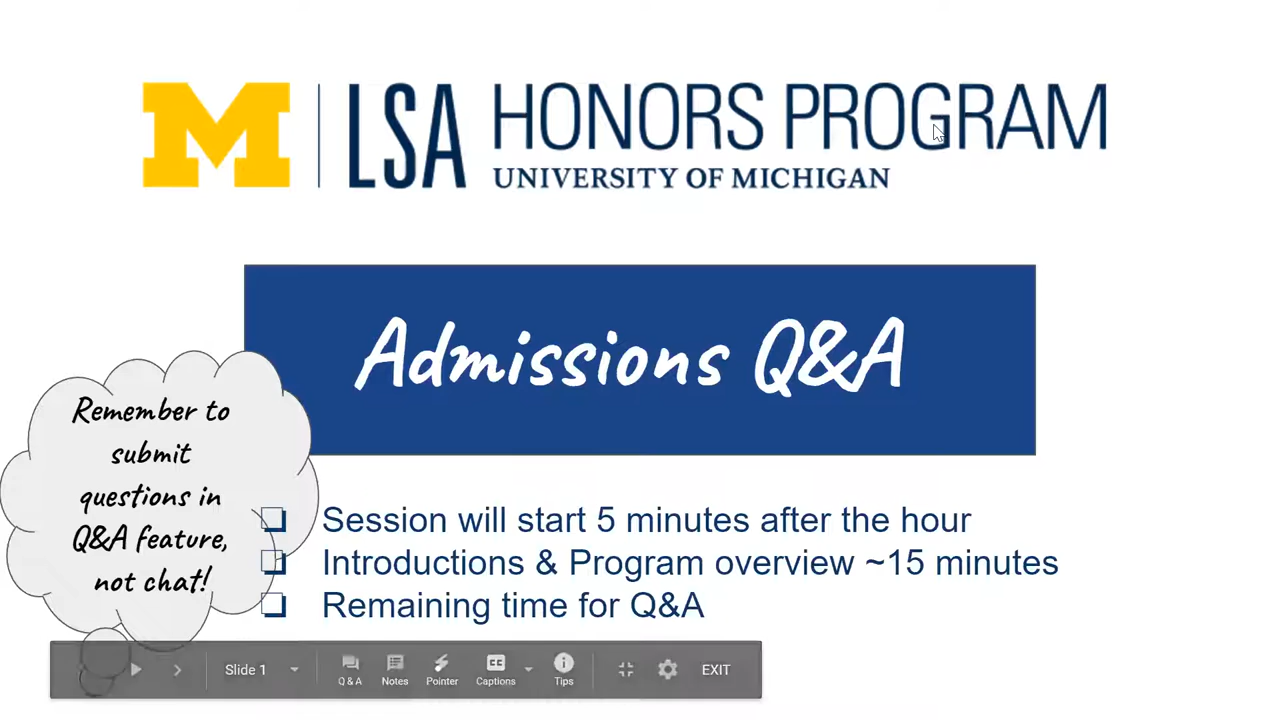 M LSA HONORS PROGRAM
UNIVERSITY OF MICHIGAN
Admissions Q&A
Remember to
submit
questions in
Q&A feature,
not chat!
Session will start 5 minutes after the hour
Introductions & Program overview ~15 minutes
Remaining time for Q&A
Slide 1
Q & A
Notes
Pointer
CC
Captions
Tips
EXIT